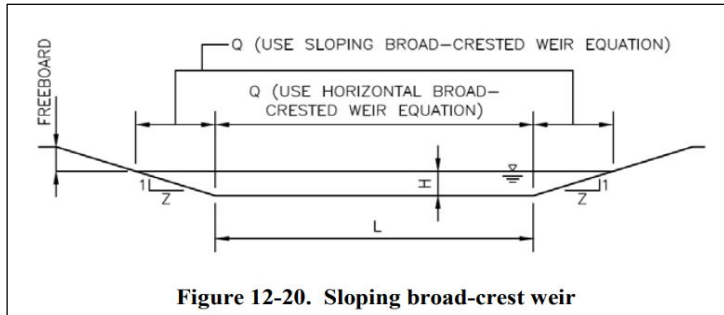 Q (USE SLOPING BROAD–CRESTED WEIR EQUATION)
FREEBOARD
Q (USE HORIZONTAL BROAD–
CRESTED WEIR EQUATION)
1
Z
H
1
Z
L
Figure 12-20. Sloping broad-crest weir